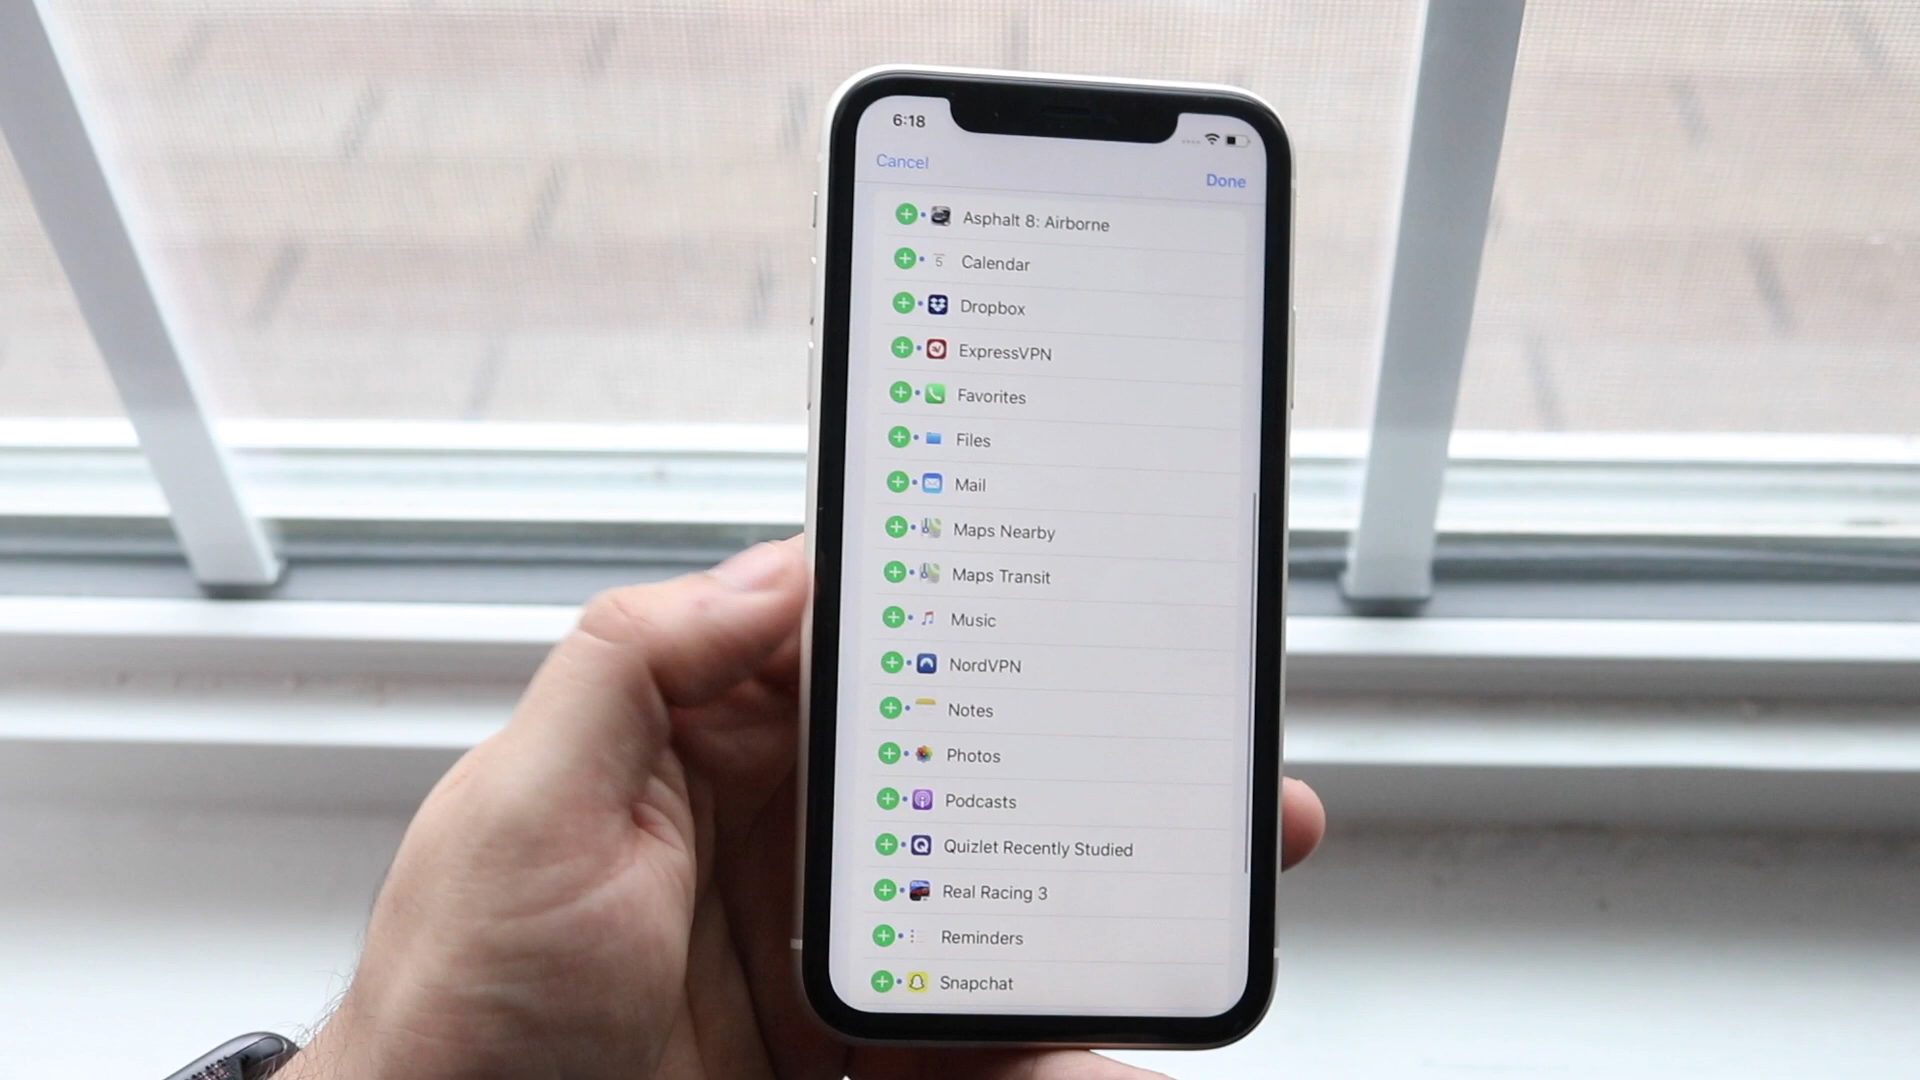 6:18
Cancel
Done
Asphalt 8: Airborne
5
Calendar
Dropbox
ExpressVPN
Favorites
Files
Mail
Maps Nearby
Maps Transit
Music
NordVPN
Notes
Photos
Podcasts
Quizlet Recently Studied
Real Racing 3
Reminders
Snapchat